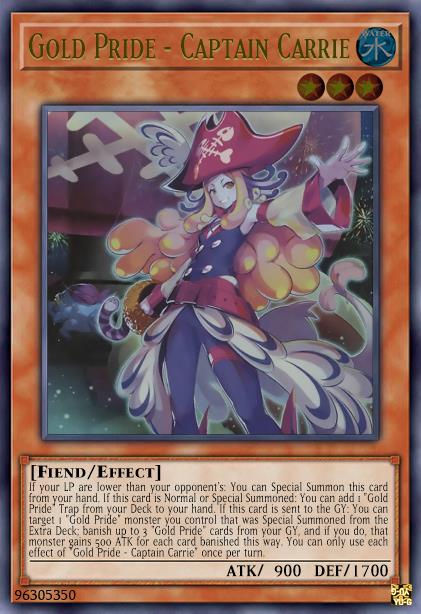 Gold Pride - Captain Carrie
WATER
水
[Fiend/Effect]
If your LP are lower than your opponent's: You can Special Summon this card
from your hand. If this card is Normal or Special Summoned: You can add 1 "Gold
Pride" Trap from your Deck to your hand. If this card is sent to the GY: You can
target 1 "Gold Pride" monster you control that was Special Summoned from the
Extra Deck; banish up to 3 "Gold Pride" cards from your GY, and if you do, that
monster gains 500 ATK for each card banished this way. You can only use each
effect of "Gold Pride - Captain Carrie" once per turn.
ATK/ 900 DEF/1700
96305350